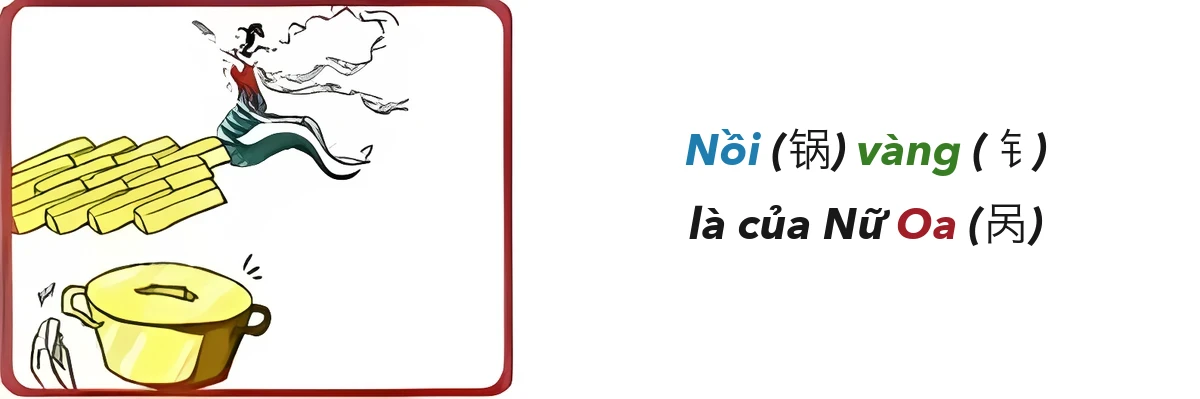 Nồi (锅) vàng (钅)
là của Nữ Oa (呙)